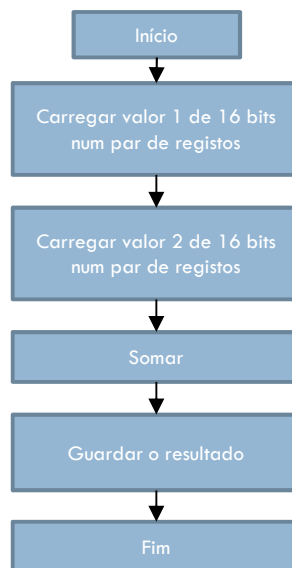 Início
Carregar valor 1 de 16 bits
num par de registos
Carregar valor 2 de 16 bits
num par de registos
Somar
Guardar o resultado
Fim